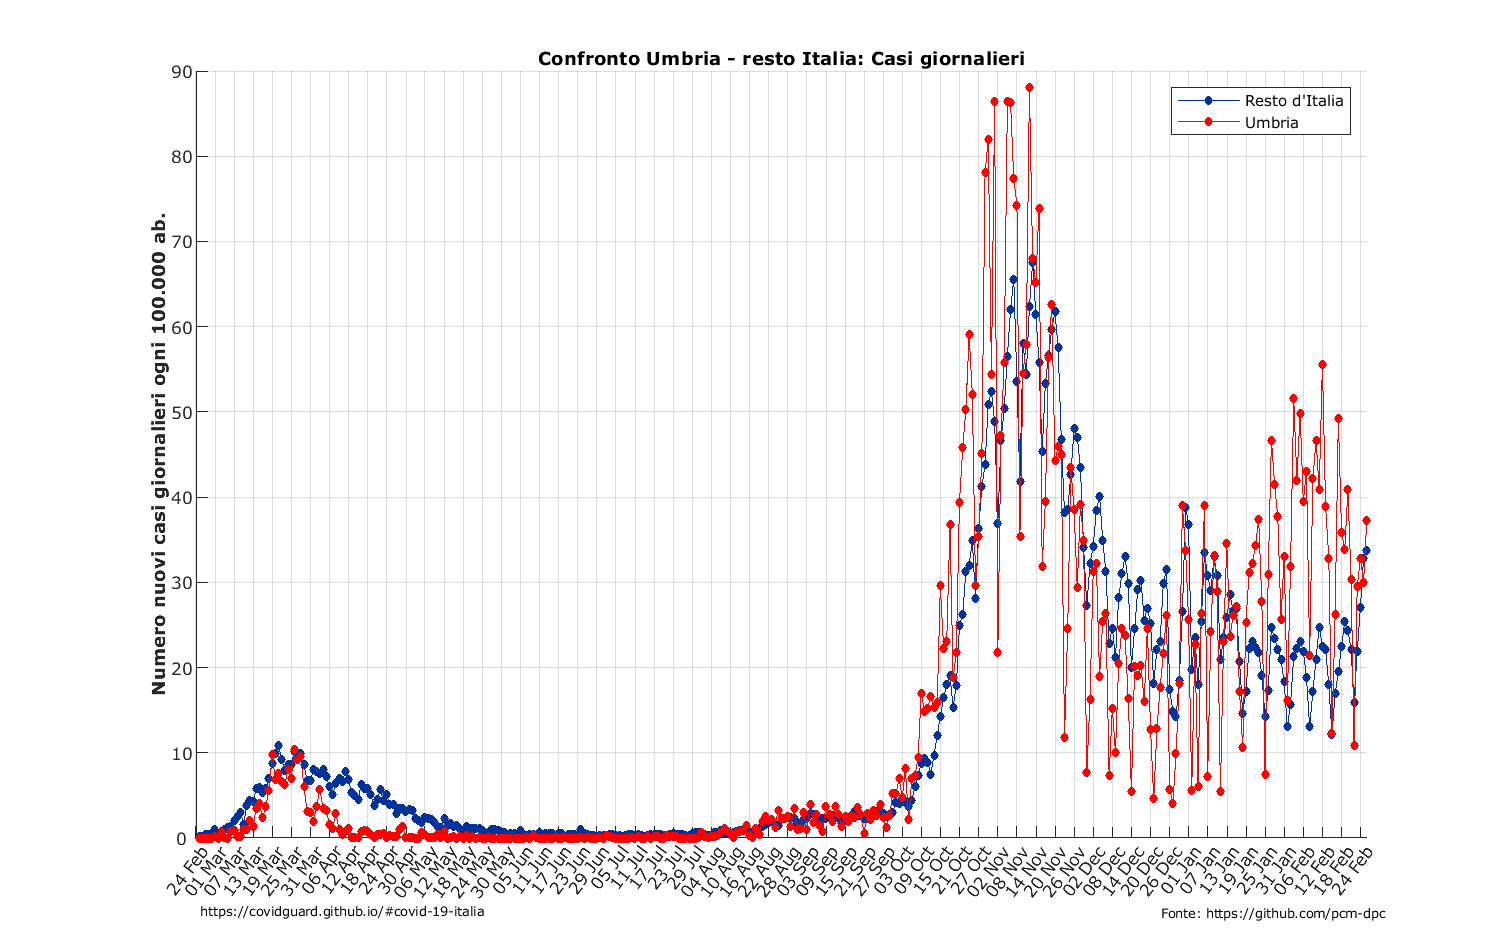 Confronto Umbria - resto Italia: Casi giornalieri
Resto d'Italia
Umbria
Numero nuovi casi giornalieri ogni 100.000 ab.
90
80
70
60
50
40
30
20
10
0
24 Feb
01 Mar
07 Mar
13 Mar
19 Mar
25 Mar
31 Mar
06 Apr
12 Apr
18 Apr
24 Apr
30 Apr
06 May
12 May
18 May
24 May
30 May
05 Jun
11 Jun
17 Jun
23 Jun
29 Jun
05 Jul
11 Jul
17 Jul
23 Jul
29 Jul
04 Aug
10 Aug
16 Aug
22 Aug
28 Aug
03 Sep
09 Sep
15 Sep
21 Sep
27 Sep
03 Oct
09 Oct
15 Oct
21 Oct
27 Oct
02 Nov
08 Nov
14 Nov
20 Nov
26 Nov
02 Dec
08 Dec
14 Dec
20 Dec
26 Dec
01 Jan
07 Jan
13 Jan
19 Jan
25 Jan
31 Jan
06 Feb
12 Feb
18 Feb
24 Feb
https://covidguard.github.io/#covid-19-italia
Fonte: https://github.com/pcm-dpc